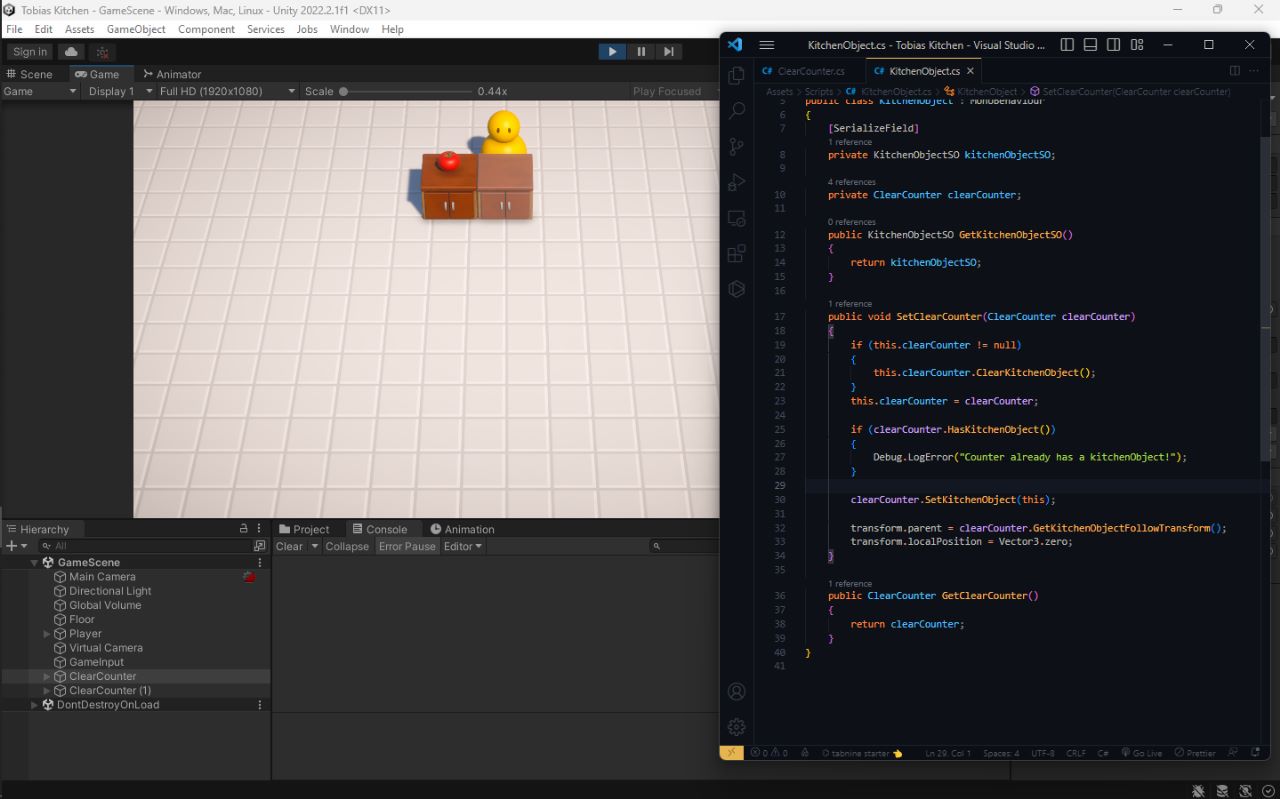 Tobias Kitchen - GameScene - Windows, Mac, Linux - Unity 2022.2.1f1 <DX11>
File Edit Assets GameObject Component Services Jobs Window Help
Sign in
Scene Game Animator
Game Display 1 Full HD (1920x1080) Scale 0.44x Play Focused
Hierarchy
All
GameScene
Main Camera
Directional Light
Global Volume
Floor
Player
Virtual Camera
GameInput
ClearCounter
ClearCounter (1)
DontDestroyOnLoad
Project Console Animation
Clear Collapse Error Pause Editor
KitchenObject.cs - Tobias Kitchen - Visual Studio ...
C# ClearCounter.cs C# KitchenObject.cs
Assets > Scripts > C# KitchenObject.cs > KitchenObject > SetClearCounter(ClearCounter clearCounter)
5 public class KitchenObject : MonoBehaviour
6 {
7 [SerializeField]
1 reference
8 private KitchenObjectSO kitchenObjectSO;
9
4 references
10 private ClearCounter clearCounter;
11
0 references
12 public KitchenObjectSO GetKitchenObjectSO()
13 {
14 return kitchenObjectSO;
15 }
16
1 reference
17 public void SetClearCounter(ClearCounter clearCounter)
18 {
19 if (this.clearCounter != null)
20 {
21 this.clearCounter.ClearKitchenObject();
22 }
23 this.clearCounter = clearCounter;
24
25 if (clearCounter.HasKitchenObject())
26 {
27 Debug.LogError("Counter already has a kitchenObject!");
28 }
29
30 clearCounter.SetKitchenObject(this);
31
32 transform.parent = clearCounter.GetKitchenObjectFollowTransform();
33 transform.localPosition = Vector3.zero;
34 }
35
1 reference
36 public ClearCounter GetClearCounter()
37 {
38 return clearCounter;
39 }
40 }
41
0 0 tabnine starter Ln 29, Col 1 Spaces: 4 UTF-8 CRLF C# Go Live Prettier